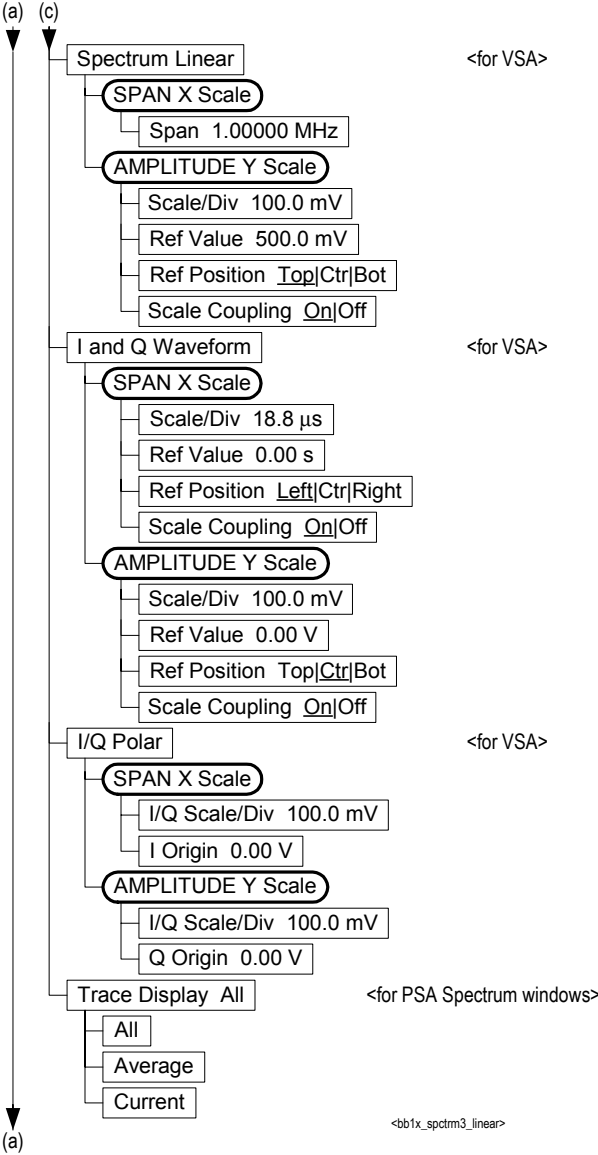 (a) (c)
Spectrum Linear <for VSA>
SPAN X Scale
Span 1.00000 MHz
AMPLITUDE Y Scale
Scale/Div 100.0 mV
Ref Value 500.0 mV
Ref Position Top|Ctr|Bot
Scale Coupling On|Off
I and Q Waveform <for VSA>
SPAN X Scale
Scale/Div 18.8 μs
Ref Value 0.00 s
Ref Position Left|Ctr|Right
Scale Coupling On|Off
AMPLITUDE Y Scale
Scale/Div 100.0 mV
Ref Value 0.00 V
Ref Position Top|Ctr|Bot
Scale Coupling On|Off
I/Q Polar <for VSA>
SPAN X Scale
I/Q Scale/Div 100.0 mV
I Origin 0.00 V
AMPLITUDE Y Scale
I/Q Scale/Div 100.0 mV
Q Origin 0.00 V
Trace Display All <for PSA Spectrum windows>
All
Average
Current
<bb1x_spctrm3_linear>
(a)